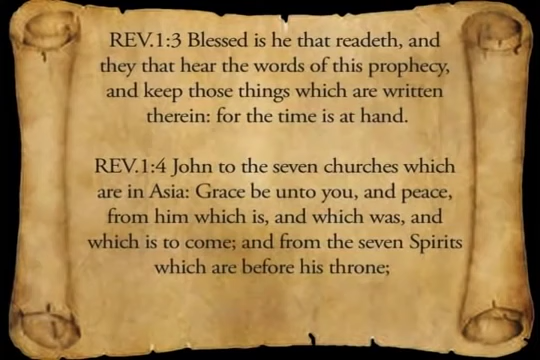 REV.1:3 Blessed is he that readeth, and
they that hear the words of this prophecy,
and keep those things which are written
therein: for the time is at hand.
REV.1:4 John to the seven churches which
are in Asia: Grace be unto you, and peace,
from him which is, and which was, and
which is to come; and from the seven Spirits
which are before his throne;